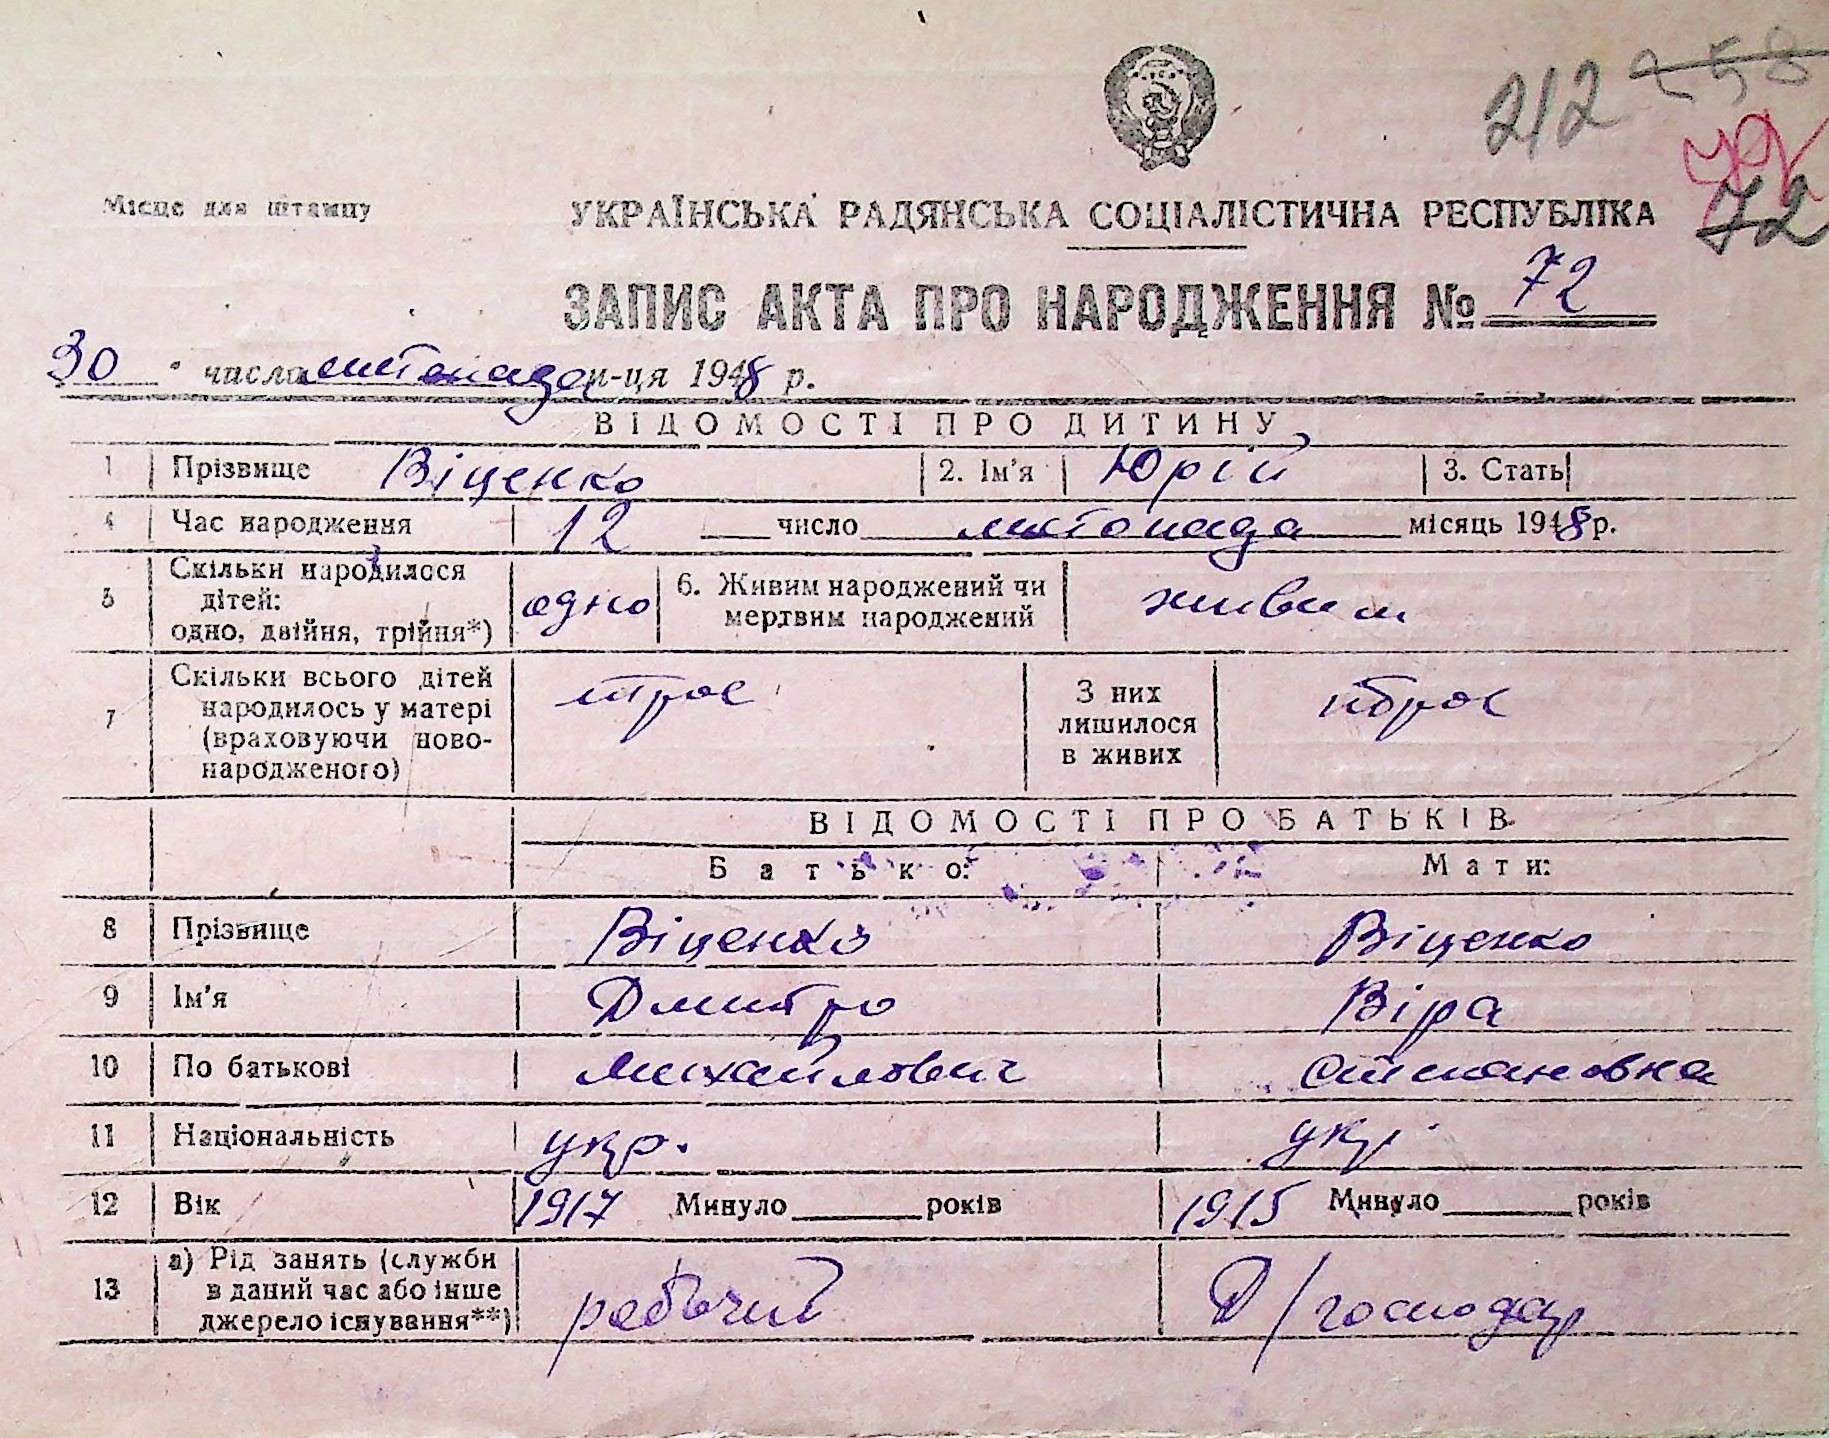 212 258
72
72
Місце для штампу
УКРАЇНСЬКА РАДЯНСЬКА СОЦІАЛІСТИЧНА РЕСПУБЛІКА
ЗАПИС АКТА ПРО НАРОДЖЕННЯ № 72
30 числа листопада м-ця 1948 р.
ВІДОМОСТІ ПРО ДИТИНУ
1 Прізвище Віценко 2. Ім'я Юрій 3. Стать
4 Час народження 12 число листопада місяць 1948 р.
5 Скільки народилося дітей: одно, двійня, трійня*) одно 6. Живим народжений чи мертвим народжений живим
7 Скільки всього дітей народилось у матері (враховуючи новонародженого) троє З них лишилося в живих троє
ВІДОМОСТІ ПРО БАТЬКІВ
Батько: Мати:
8 Прізвище Віценко Віценко
9 Ім'я Дмитро Віра
10 По батькові Михайлович
11 Національність укр. укр.
12 Вік 1917 Минуло років 1915 Минуло років
13 а) Рід занять (служби в даний час або інше джерело існування**) робочий Д/господар